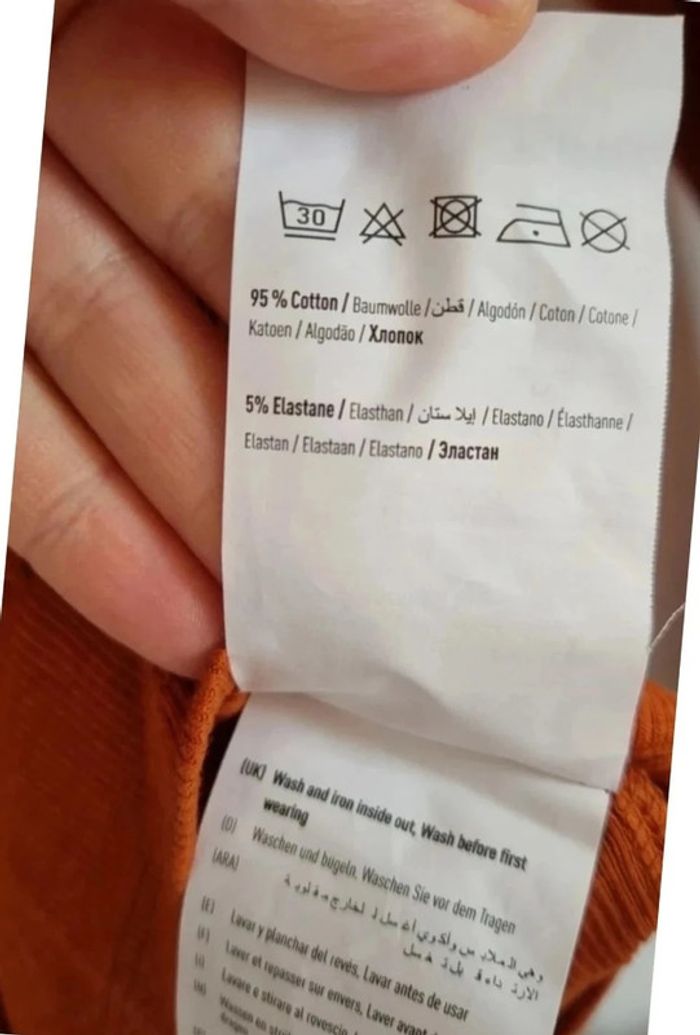 30
95 % Cotton / Baumwolle / قطن / Algodón / Coton / Cotone /
Katoen / Algodão / Хлопок
5% Elastane / Elasthan / إيلا ستان / Elastano / Élasthanne /
Elastan / Elastaan / Elastano / Эластан
(UK) Wash and iron inside out, Wash before first
wearing
(D) Waschen und bügeln. Waschen Sie vor dem Tragen
(ARA)
(E) Lavar y planchar del revés, Lavar antes de usar
(F) Laver et repasser sur envers, Laver avant
(I) Lavare e stirare al rovescio,